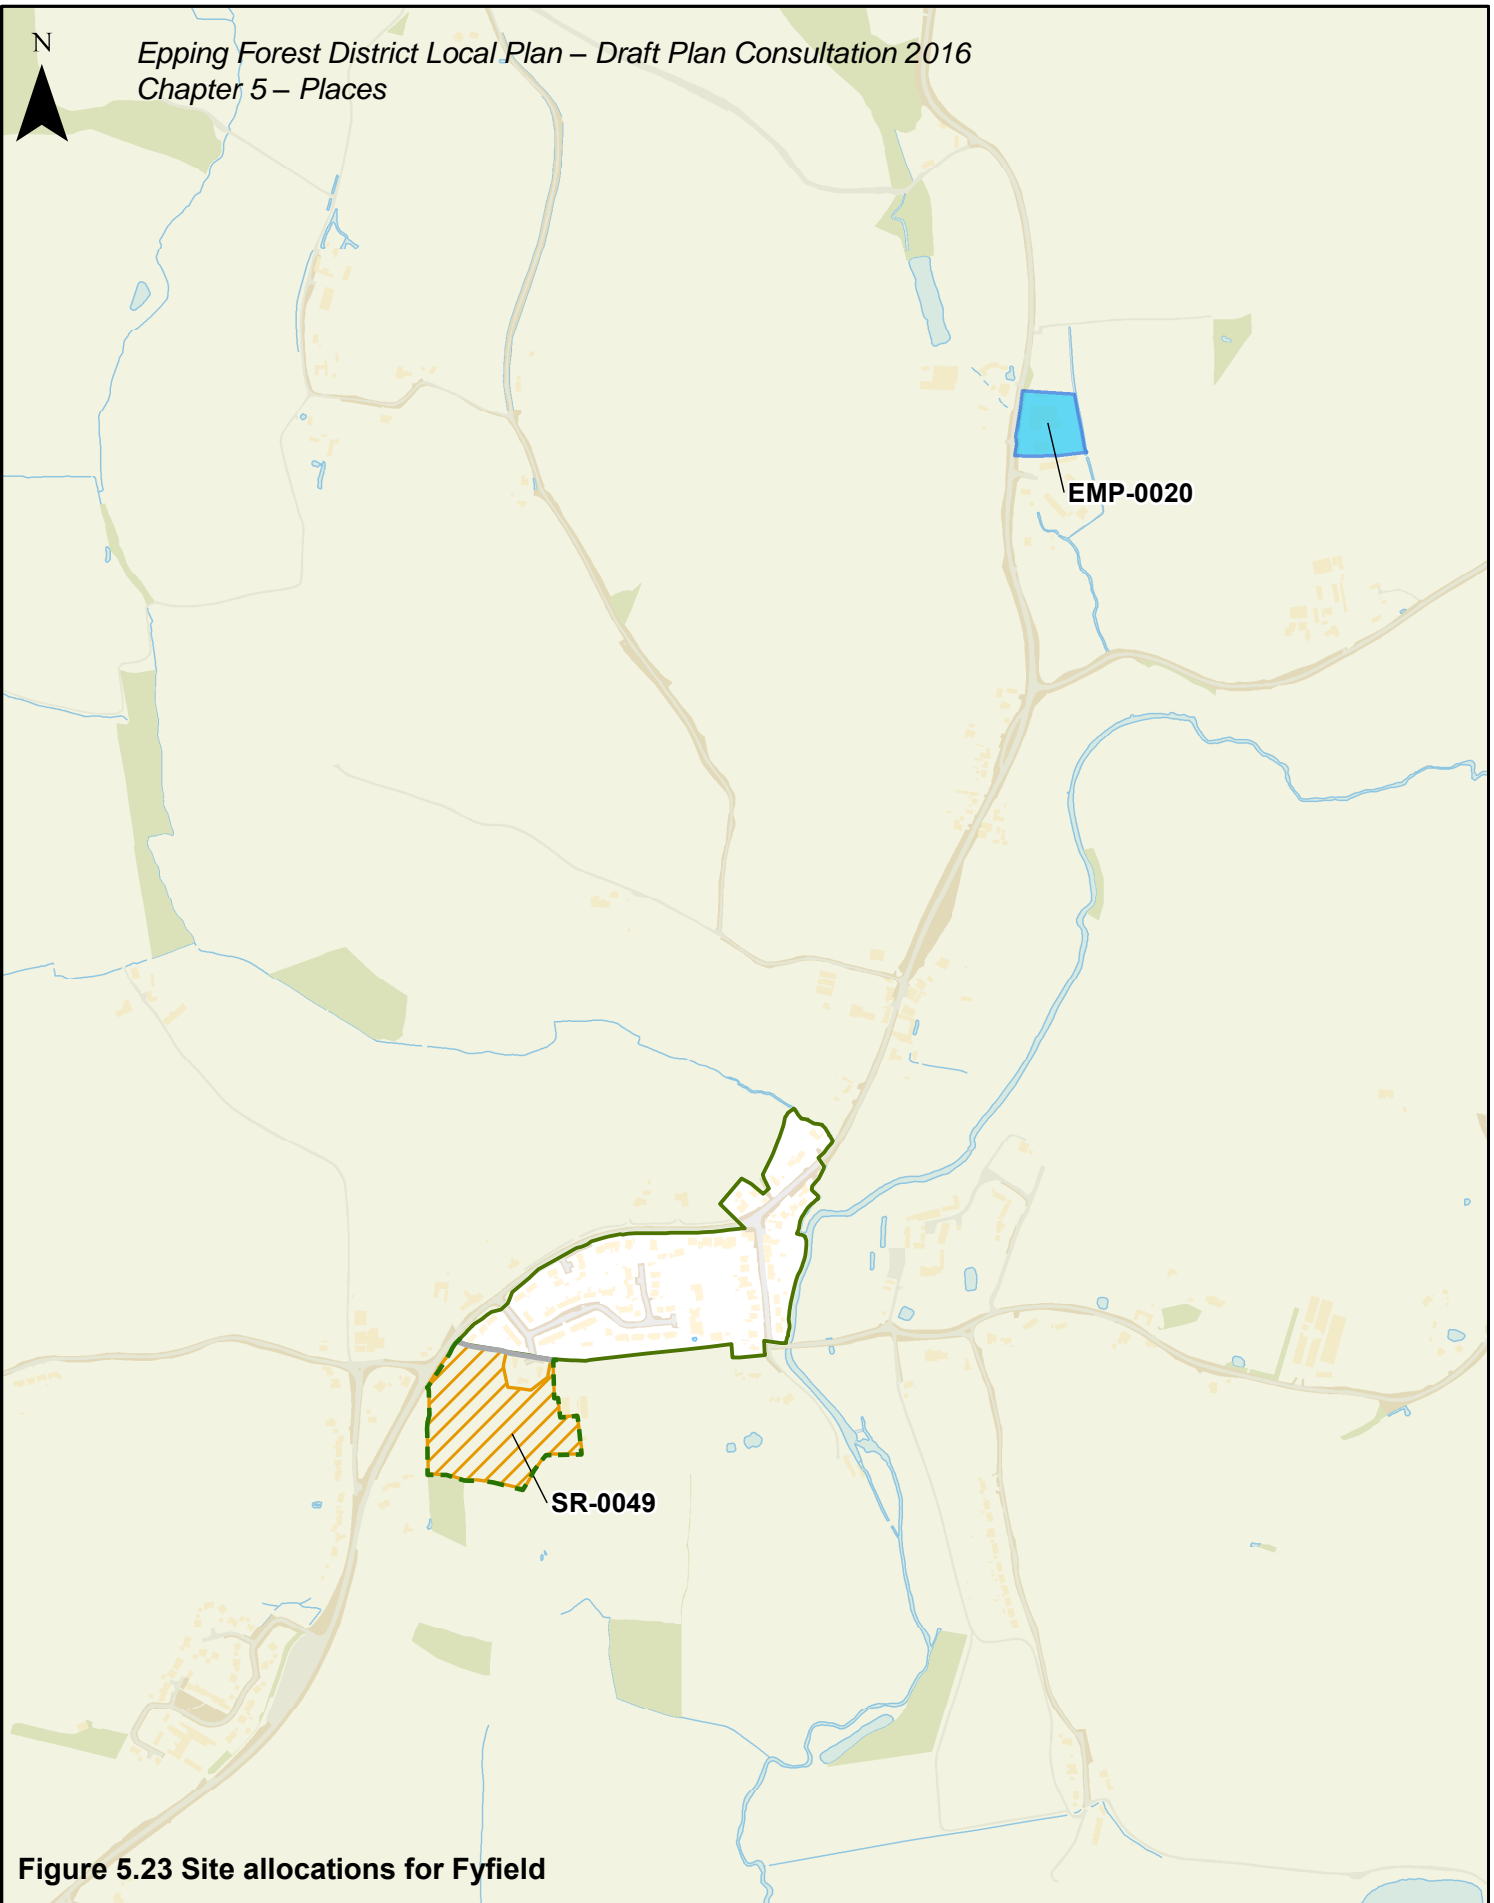 N
Epping Forest District Local Plan – Draft Plan Consultation 2016
Chapter 5 – Places
EMP-0020
SR-0049
Figure 5.23 Site allocations for Fyfield